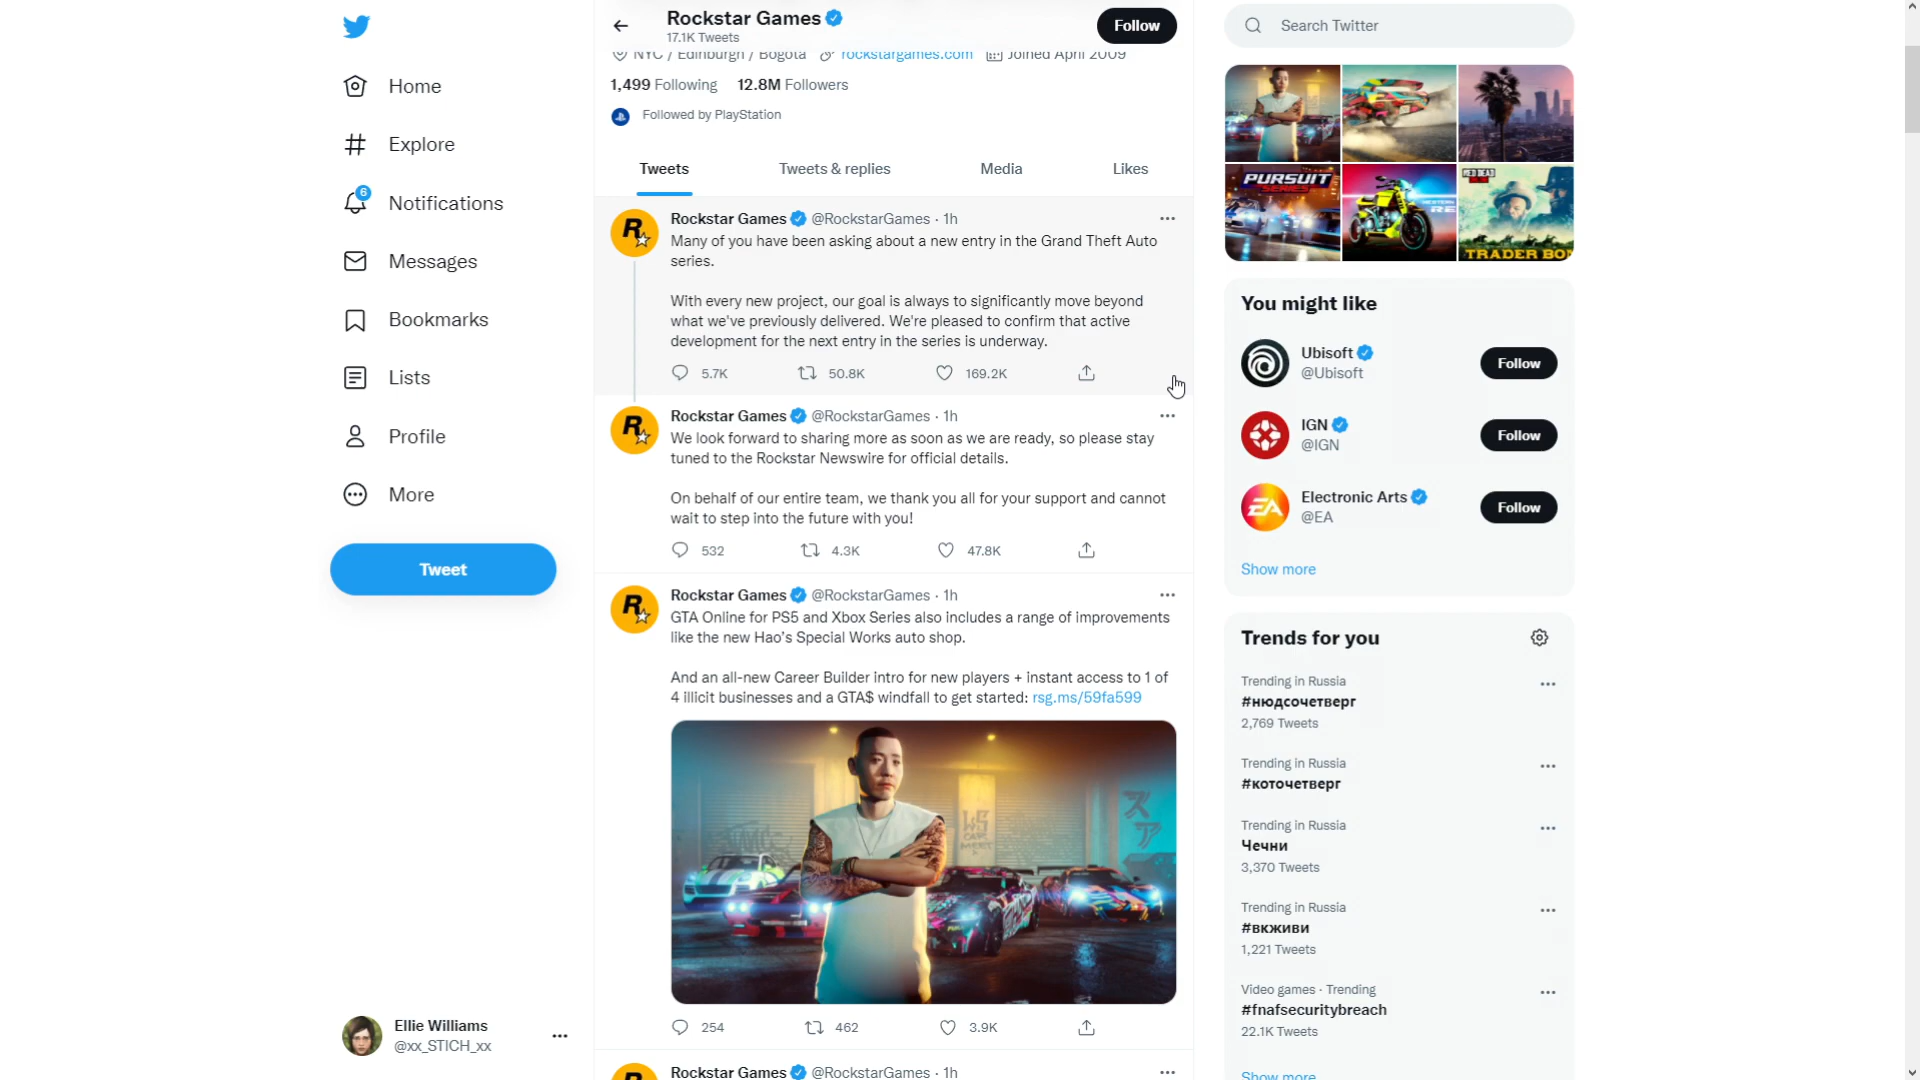 Home
Explore
6
Notifications
Messages
Bookmarks
Lists
Profile
More
Tweet
Ellie Williams
@xx_STICH_xx
Rockstar Games
17.1K Tweets
Follow
NYC / Edinburgh / Bogota rockstargames.com Joined April 2009
1,499 Following 12.8M Followers
Followed by PlayStation
Tweets Tweets & replies Media Likes
Rockstar Games @RockstarGames · 1h
Many of you have been asking about a new entry in the Grand Theft Auto
series.
With every new project, our goal is always to significantly move beyond
what we've previously delivered. We're pleased to confirm that active
development for the next entry in the series is underway.
5.7K 50.8K 169.2K
Rockstar Games @RockstarGames · 1h
We look forward to sharing more as soon as we are ready, so please stay
tuned to the Rockstar Newswire for official details.
On behalf of our entire team, we thank you all for your support and cannot
wait to step into the future with you!
532 4.3K 47.8K
Rockstar Games @RockstarGames · 1h
GTA Online for PS5 and Xbox Series also includes a range of improvements
like the new Hao's Special Works auto shop.
And an all-new Career Builder intro for new players + instant access to 1 of
4 illicit businesses and a GTA$ windfall to get started: rsg.ms/59fa599
LS
CAR
MEET
254 462 3.9K
Rockstar Games @RockstarGames · 1h
Search Twitter
PURSUIT
SERIES
RED DEAD
TRADER BO
You might like
Ubisoft
@Ubisoft
Follow
IGN
@IGN
Follow
EA
Electronic Arts
@EA
Follow
Show more
Trends for you
Trending in Russia
#нюдсочетверг
2,769 Tweets
Trending in Russia
#коточетверг
Trending in Russia
Чечни
3,370 Tweets
Trending in Russia
#вкживи
1,221 Tweets
Video games · Trending
#fnafsecuritybreach
22.1K Tweets
Show more